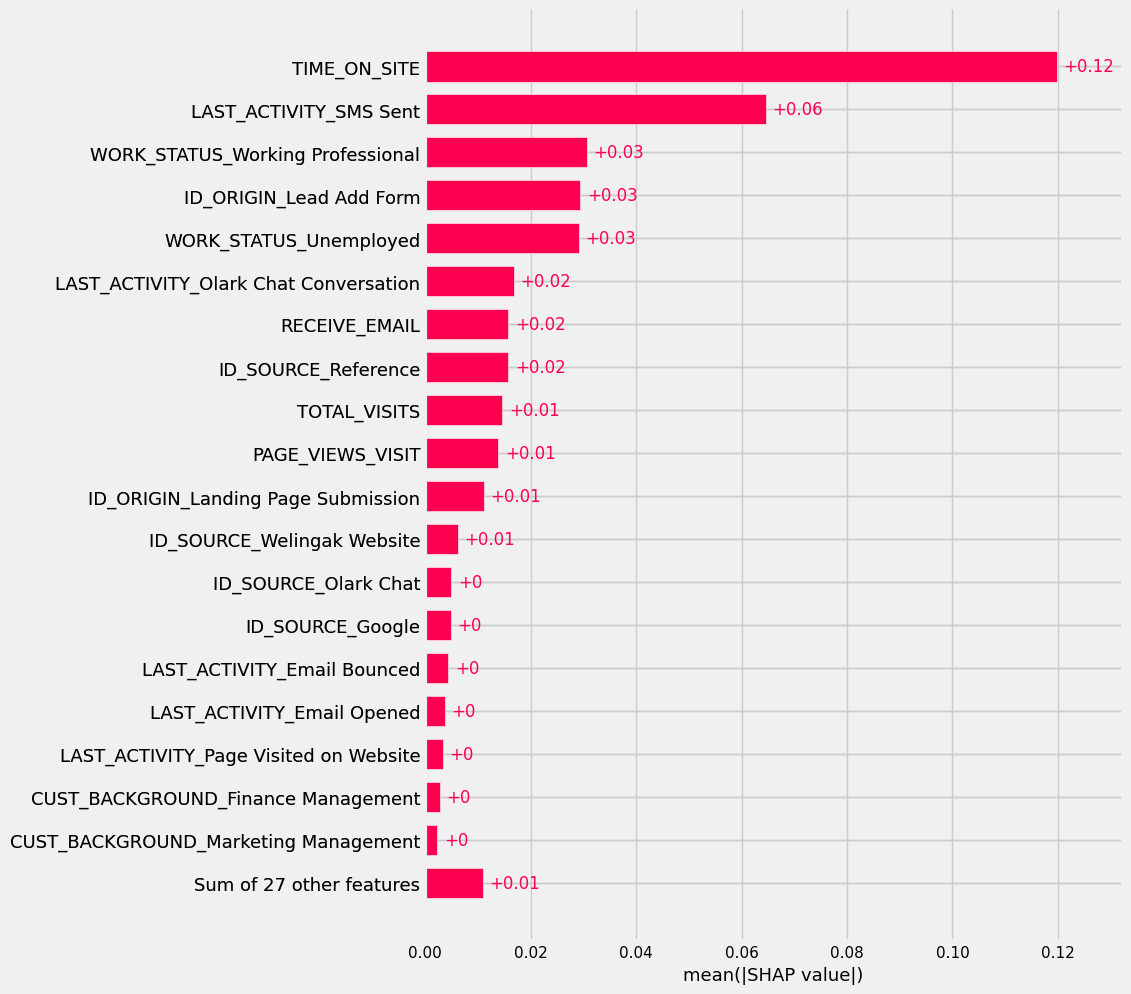 TIME_ON_SITE +0.12
LAST_ACTIVITY_SMS Sent +0.06
WORK_STATUS_Working Professional +0.03
ID_ORIGIN_Lead Add Form +0.03
WORK_STATUS_Unemployed +0.03
LAST_ACTIVITY_Olark Chat Conversation +0.02
RECEIVE_EMAIL +0.02
ID_SOURCE_Reference +0.02
TOTAL_VISITS +0.01
PAGE_VIEWS_VISIT +0.01
ID_ORIGIN_Landing Page Submission +0.01
ID_SOURCE_Welingak Website +0.01
ID_SOURCE_Olark Chat +0
ID_SOURCE_Google +0
LAST_ACTIVITY_Email Bounced +0
LAST_ACTIVITY_Email Opened +0
LAST_ACTIVITY_Page Visited on Website +0
CUST_BACKGROUND_Finance Management +0
CUST_BACKGROUND_Marketing Management +0
Sum of 27 other features +0.01
0.00 0.02 0.04 0.06 0.08 0.10 0.12
mean(|SHAP value|)